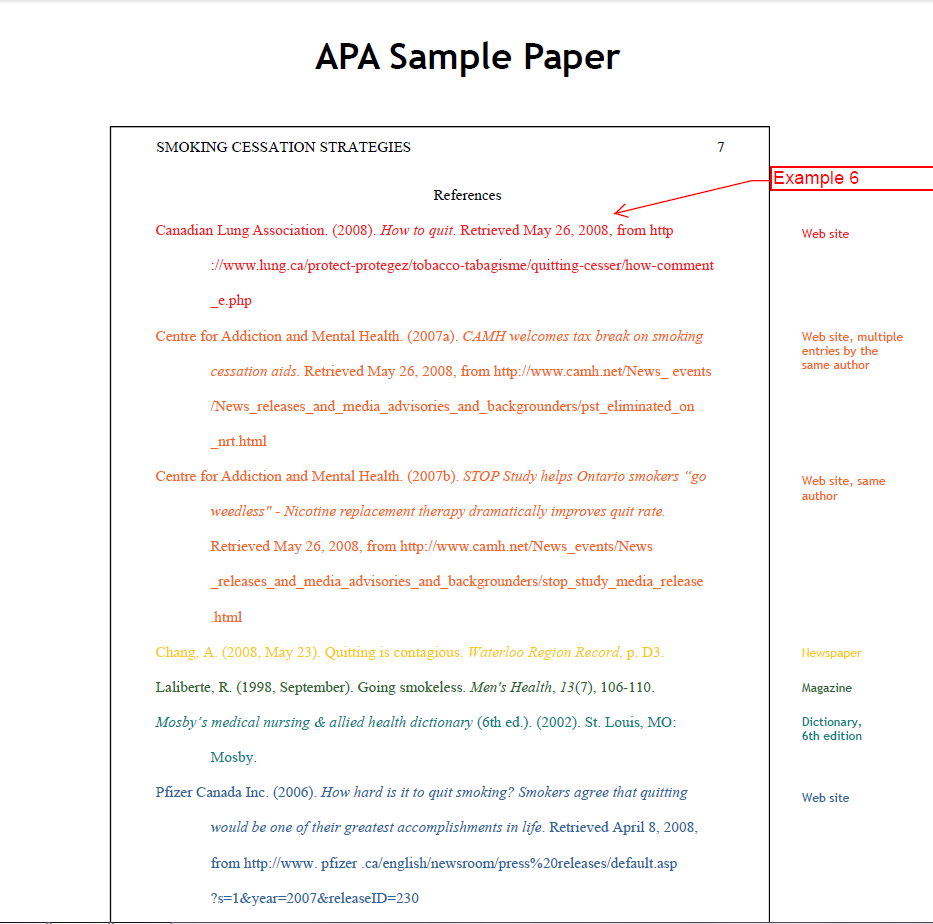 APA Sample Paper
SMOKING CESSATION STRATEGIES 7
Example 6
References
Canadian Lung Association. (2008). How to quit. Retrieved May 26, 2008, from http
Web site
://www.lung.ca/protect-protegez/tobacco-tabagisme/quitting-cesser/how-comment
_e.php
Centre for Addiction and Mental Health. (2007a). CAMH welcomes tax break on smoking
Web site, multiple
entries by the
same author
cessation aids. Retrieved May 26, 2008, from http://www.camh.net/News_ events
/News_releases_and_media_advisories_and_backgrounders/pst_eliminated_on
_nrt.html
Centre for Addiction and Mental Health. (2007b). STOP Study helps Ontario smokers “go
Web site, same
author
weedless" - Nicotine replacement therapy dramatically improves quit rate.
Retrieved May 26, 2008, from http://www.camh.net/News_events/News
_releases_and_media_advisories_and_backgrounders/stop_study_media_release
.html
Chang, A. (2008, May 23). Quitting is contagious. Waterloo Region Record, p. D3.
Newspaper
Laliberte, R. (1998, September). Going smokeless. Men's Health, 13(7), 106-110.
Magazine
Mosby's medical nursing & allied health dictionary (6th ed.). (2002). St. Louis, MO:
Dictionary,
6th edition
Mosby.
Pfizer Canada Inc. (2006). How hard is it to quit smoking? Smokers agree that quitting
Web site
would be one of their greatest accomplishments in life. Retrieved April 8, 2008,
from http://www. pfizer .ca/english/newsroom/press%20releases/default.asp
?s=1&year=2007&releaseID=230